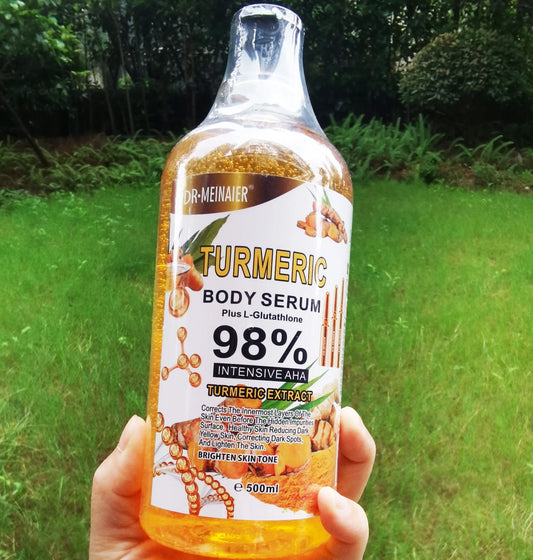 DR·MEINAIER®
TURMERIC
BODY SERUM
Plus L-Glutathlone
98%
INTENSIVE AHA
TURMERIC EXTRACT
Corrects The Innermost Layers Of The
Skin Even Before The Hidden Impurities
Surface, Healthy Skin Reducing Dark
Yellow Skin, Correcting Dark Spots,
And Lighten The Skin
BRIGHTEN SKIN TONE
℮ 500ml